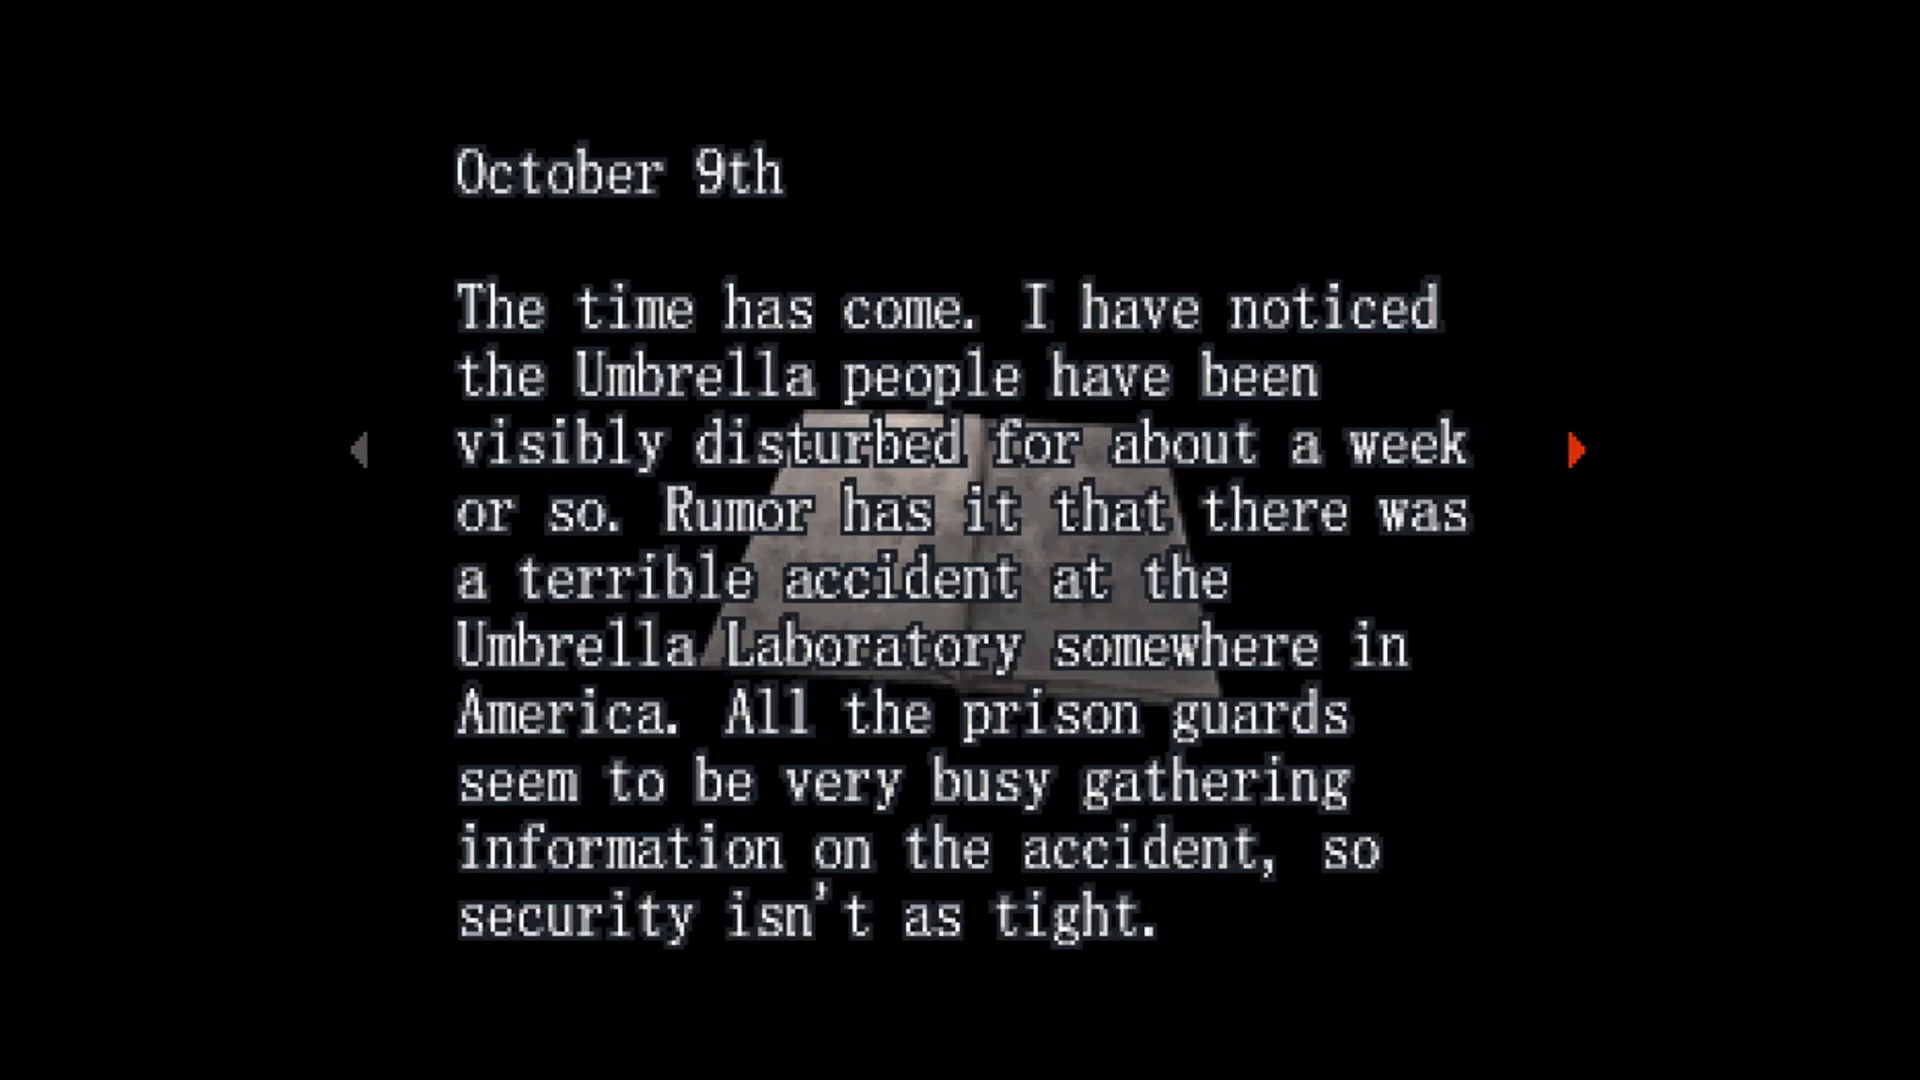 October 9th
The time has come. I have noticed
the Umbrella people have been
visibly disturbed for about a week
or so. Rumor has it that there was
a terrible accident at the
Umbrella Laboratory somewhere in
America. All the prison guards
seem to be very busy gathering
information on the accident, so
security isn't as tight.